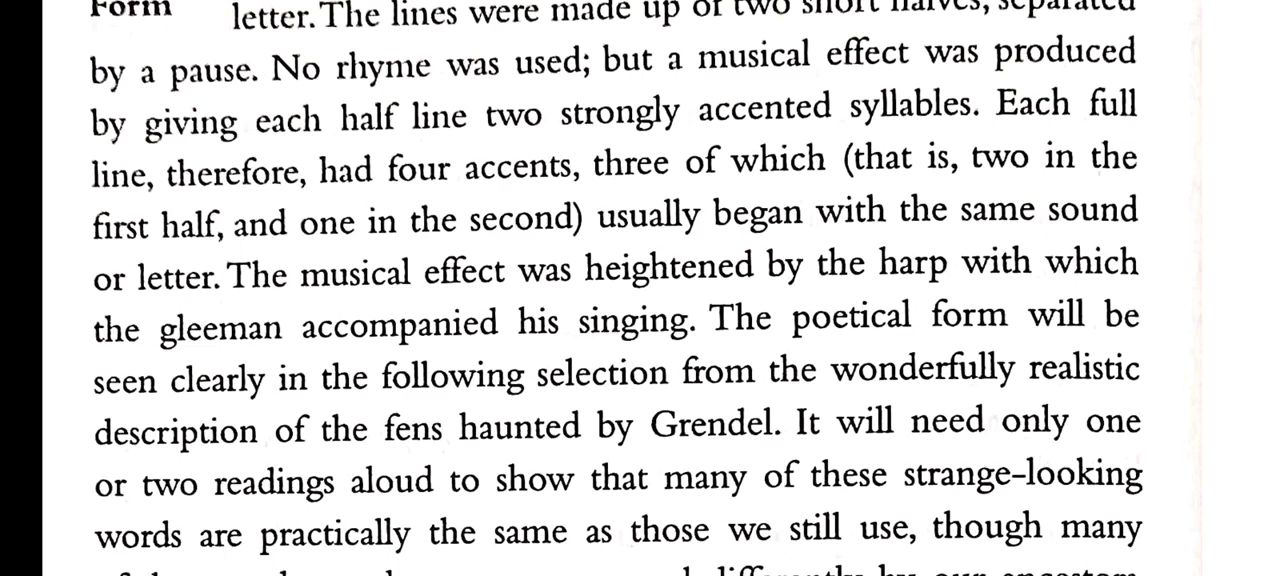 Form letter. The lines were made up of two short halves, separated
by a pause. No rhyme was used; but a musical effect was produced
by giving each half line two strongly accented syllables. Each full
line, therefore, had four accents, three of which (that is, two in the
first half, and one in the second) usually began with the same sound
or letter. The musical effect was heightened by the harp with which
the gleeman accompanied his singing. The poetical form will be
seen clearly in the following selection from the wonderfully realistic
description of the fens haunted by Grendel. It will need only one
or two readings aloud to show that many of these strange-looking
words are practically the same as those we still use, though many
differently by our ancestors